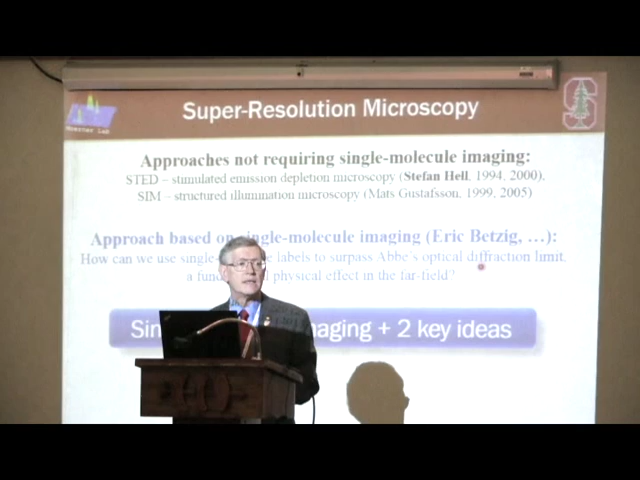 Super-Resolution Microscopy
Moerner Lab
S
Approaches not requiring single-molecule imaging:
STED – stimulated emission depletion microscopy (Stefan Hell, 1994, 2000),
SIM – structured illumination microscopy (Mats Gustafsson, 1999, 2005)
Approach based on single-molecule imaging (Eric Betzig, …):
How can we use single- labels to surpass Abbe's optical diffraction limit,
a physical effect in the far-field?
imaging + 2 key ideas